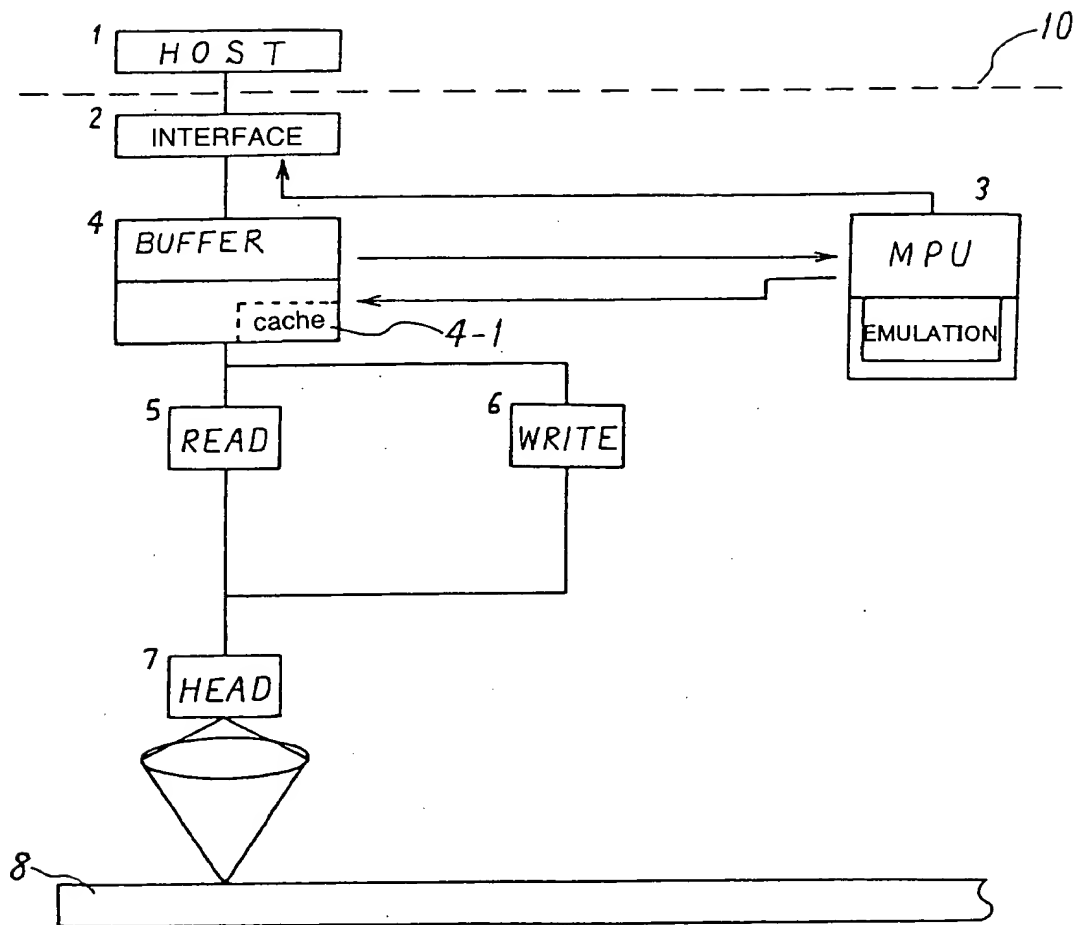 10
1
HOST
2
INTERFACE
3
4
BUFFER
MPU
cache
4-1
EMULATION
5
READ
6
WRITE
7
HEAD
8